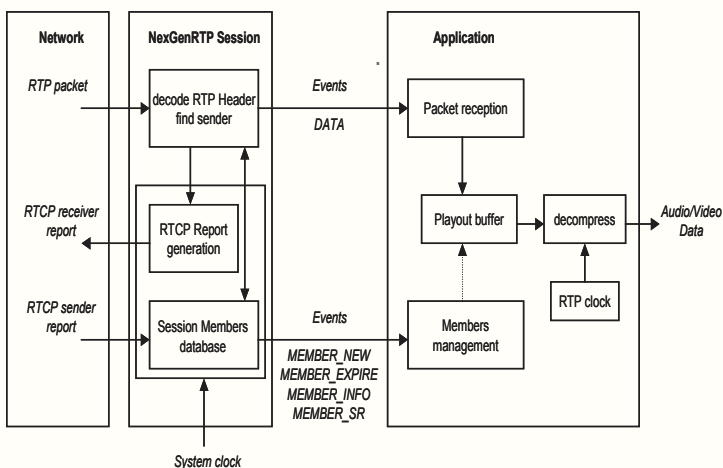 Network
NexGenRTP Session
Application
RTP packet
decode RTP Header
find sender
Events
DATA
Packet reception
RTCP receiver
report
RTCP Report
generation
Playout buffer
decompress
Audio/Video
Data
RTP clock
RTCP sender
report
Session Members
database
Events
MEMBER_NEW
MEMBER_EXPIRE
MEMBER_INFO
MEMBER_SR
Members
management
System clock